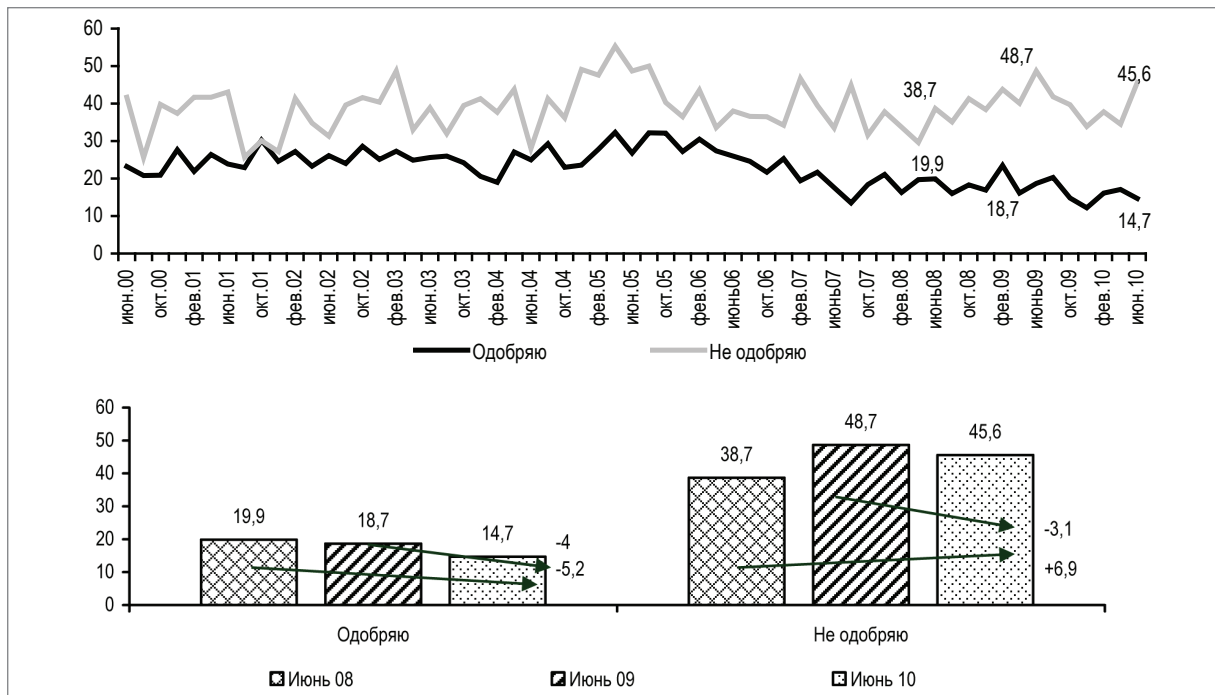 60
50
40
30
20
10
0
38,7
48,7
45,6
19,9
18,7
14,7
июн.00
окт.00
фев.01
июн.01
окт.01
фев.02
июн.02
окт.02
фев.03
июн.03
окт.03
фев.04
июн.04
окт.04
фев.05
июн.05
окт.05
фев.06
июнь06
окт.06
фев.07
июнь07
окт.07
фев.08
июнь08
окт.08
фев.09
июнь09
окт.09
фев.10
июн.10
Одобряю Не одобряю
60
50
40
30
20
10
0
19,9 18,7 14,7
-4
-5,2
38,7 48,7 45,6
-3,1
+6,9
Одобряю Не одобряю
Июнь 08 Июнь 09 Июнь 10